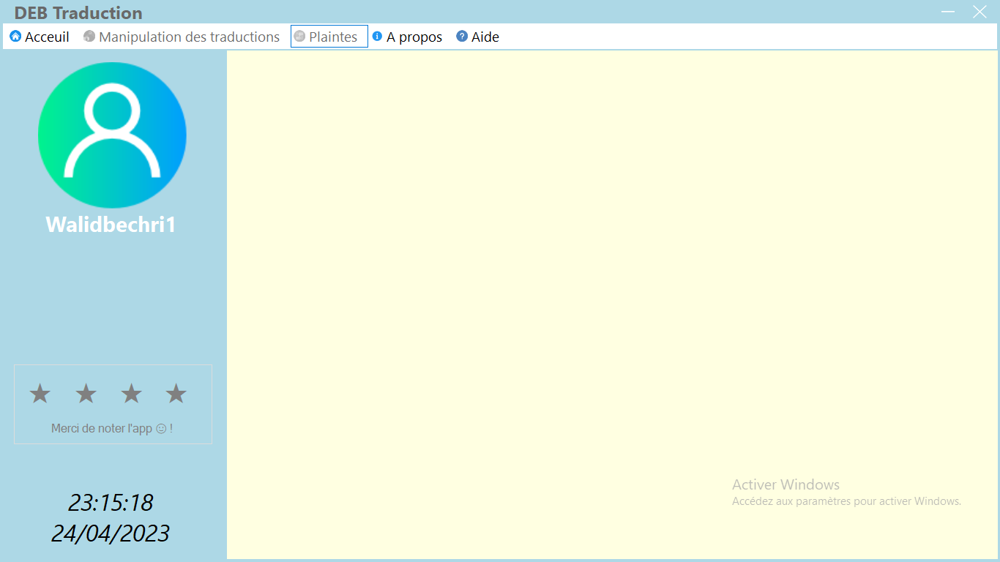 DEB Traduction
Acceuil Manipulation des traductions Plaintes A propos Aide
Walidbechri1
Merci de noter l'app ☺ !
23:15:18
24/04/2023
Activer Windows
Accédez aux paramètres pour activer Windows.